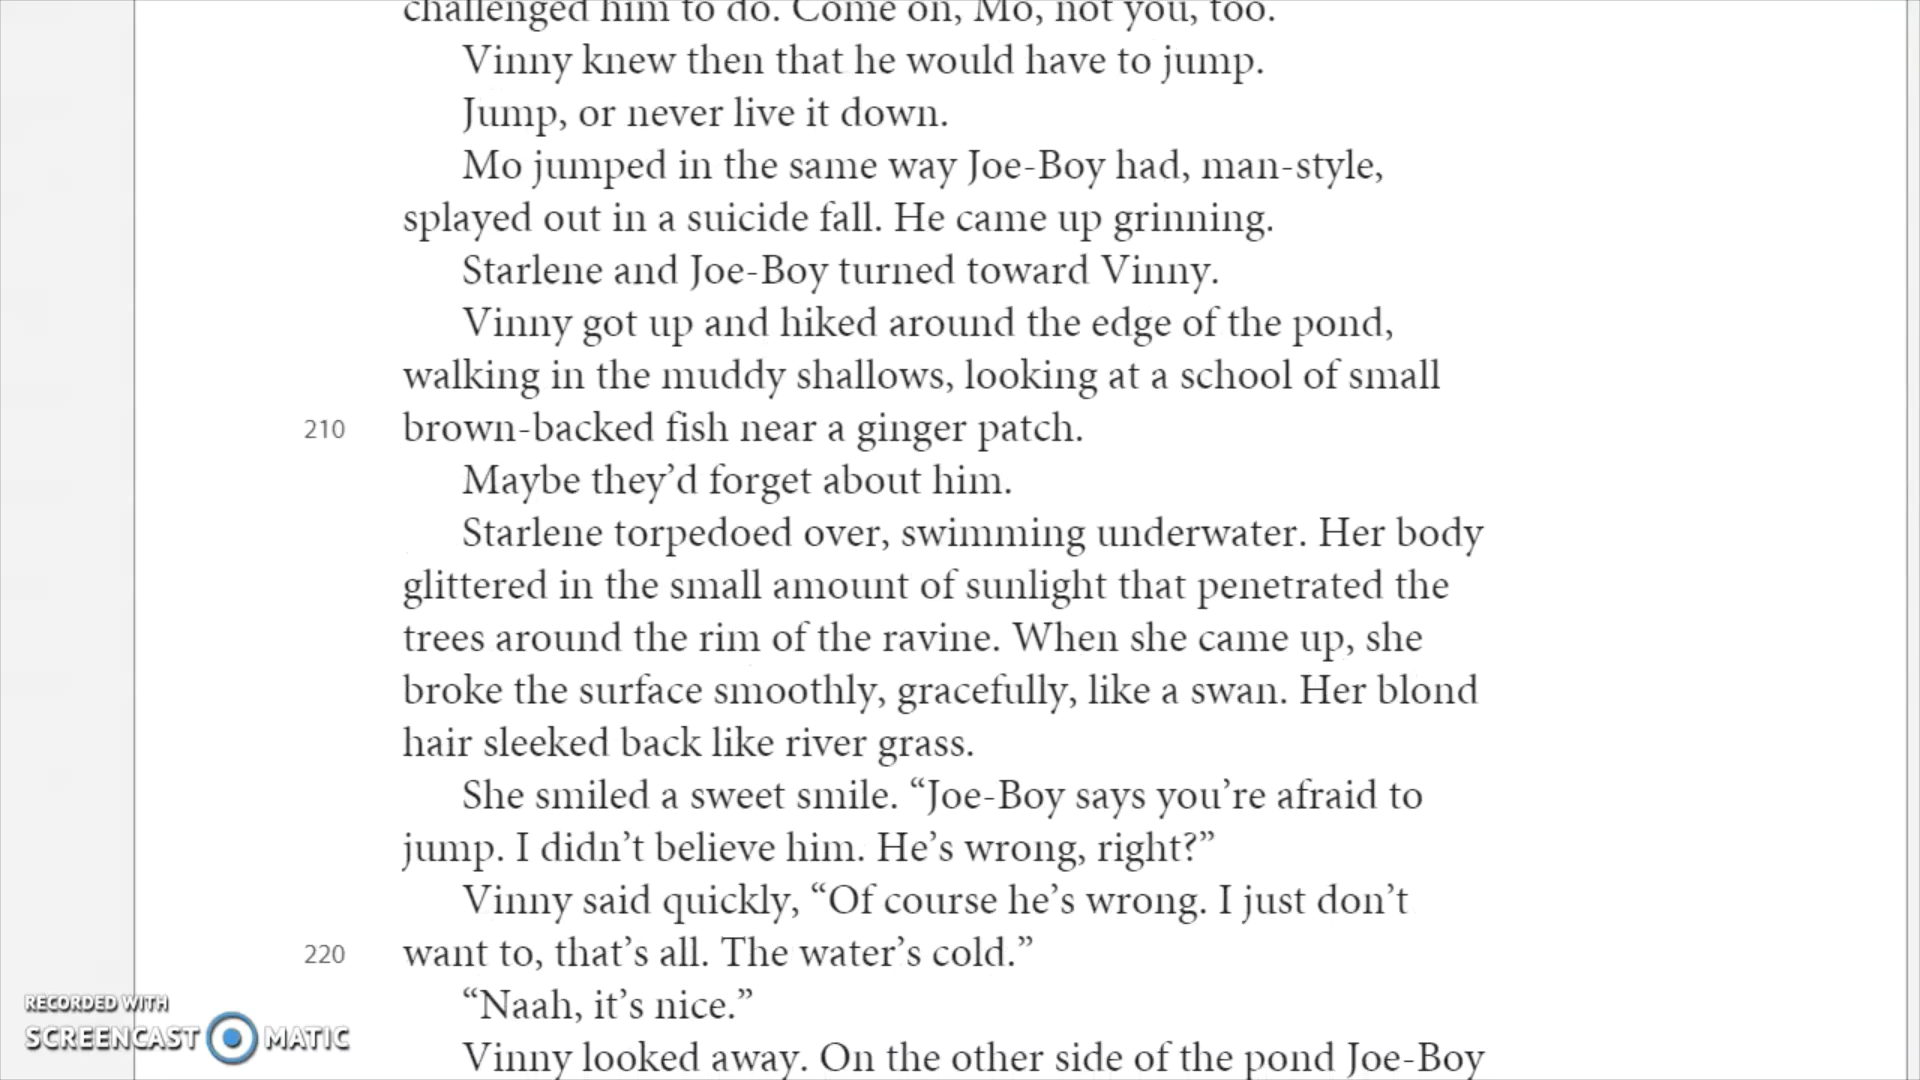 challenged him to do. Come on, Mo, not you, too.
Vinny knew then that he would have to jump.
Jump, or never live it down.
Mo jumped in the same way Joe-Boy had, man-style,
splayed out in a suicide fall. He came up grinning.
Starlene and Joe-Boy turned toward Vinny.
Vinny got up and hiked around the edge of the pond,
walking in the muddy shallows, looking at a school of small
210 brown-backed fish near a ginger patch.
Maybe they’d forget about him.
Starlene torpedoed over, swimming underwater. Her body
glittered in the small amount of sunlight that penetrated the
trees around the rim of the ravine. When she came up, she
broke the surface smoothly, gracefully, like a swan. Her blond
hair sleeked back like river grass.
She smiled a sweet smile. “Joe-Boy says you’re afraid to
jump. I didn’t believe him. He’s wrong, right?”
Vinny said quickly, “Of course he’s wrong. I just don’t
220 want to, that’s all. The water’s cold.”
“Naah, it’s nice.”
Vinny looked away. On the other side of the pond Joe-Boy
RECORDED WITH
SCREENCAST MATIC